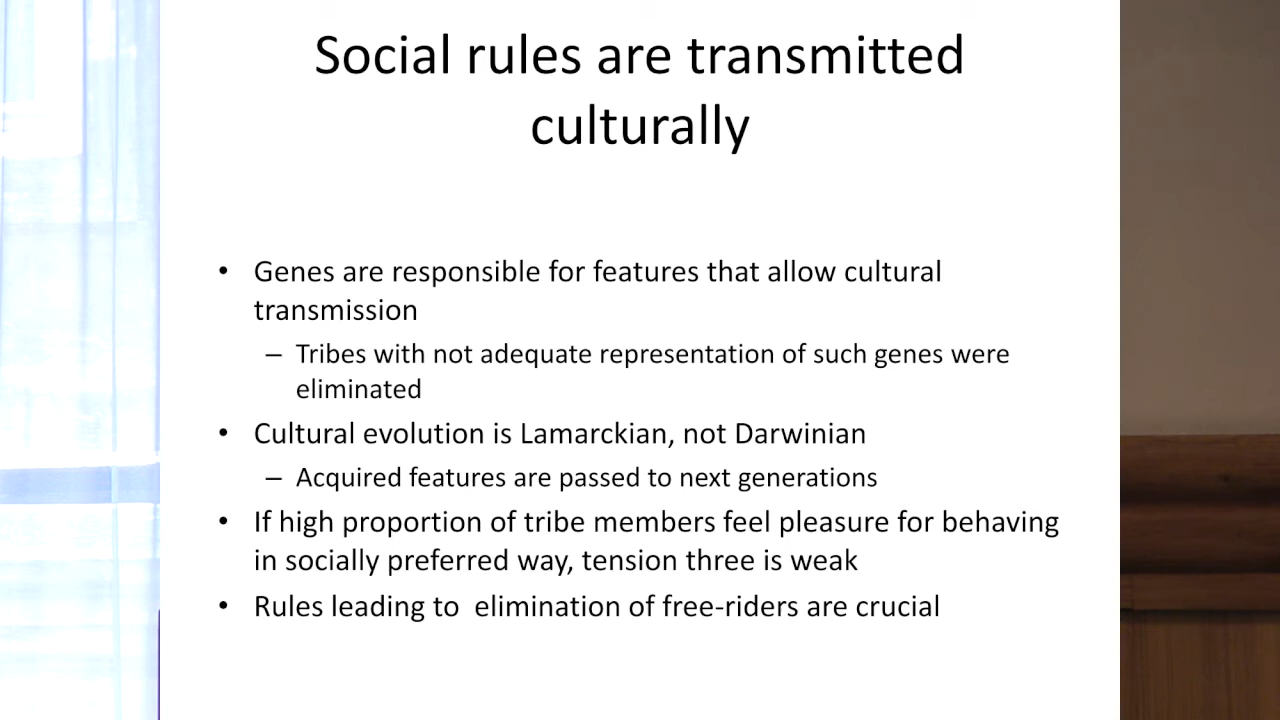 Social rules are transmitted
culturally
• Genes are responsible for features that allow cultural
transmission
– Tribes with not adequate representation of such genes were
eliminated
• Cultural evolution is Lamarckian, not Darwinian
– Acquired features are passed to next generations
• If high proportion of tribe members feel pleasure for behaving
in socially preferred way, tension three is weak
• Rules leading to  elimination of free-riders are crucial